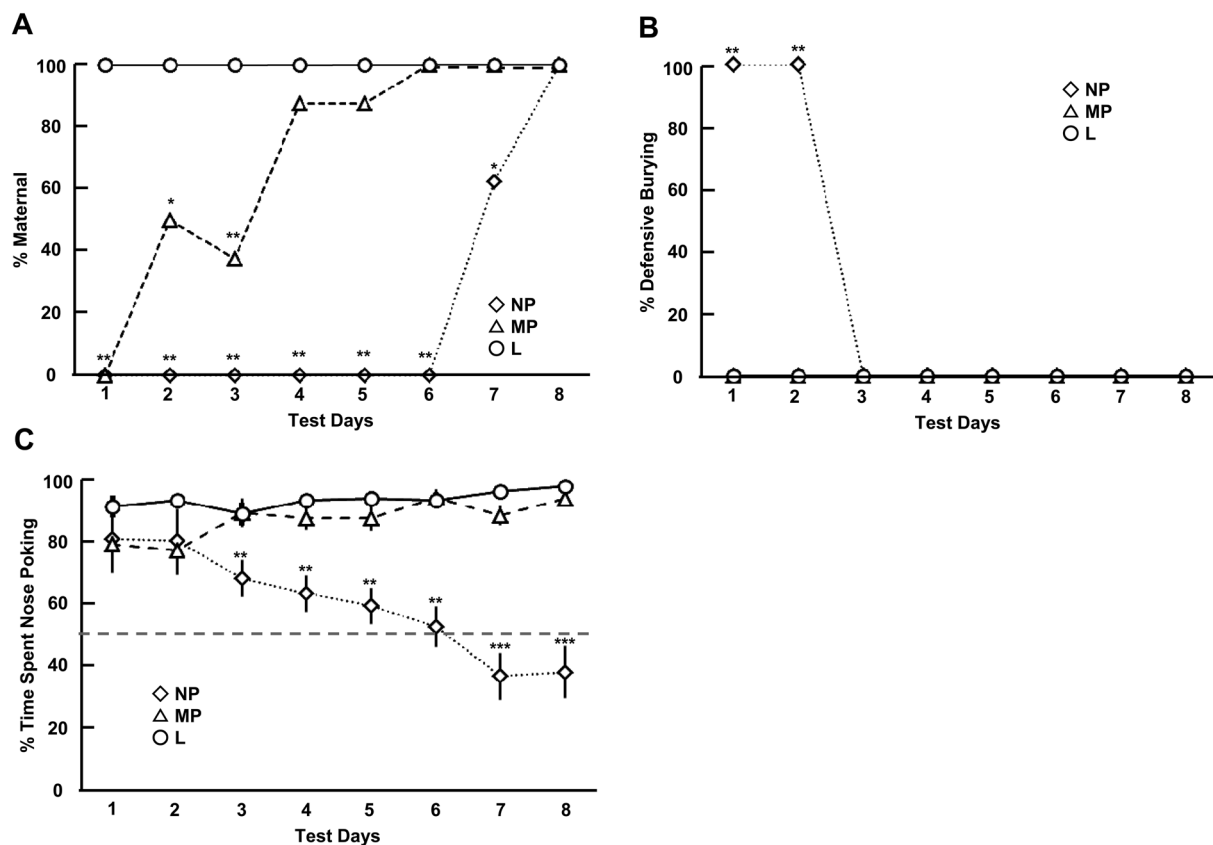 A
100
80
60
40
20
0
% Maternal
* ** *
** ** ** ** ** **
NP
MP
L
1 2 3 4 5 6 7 8
Test Days
B
100
80
60
40
20
0
% Defensive Burying
** **
NP
MP
L
1 2 3 4 5 6 7 8
Test Days
C
100
80
60
40
20
0
% Time Spent Nose Poking
** ** ** ** *** ***
NP
MP
L
1 2 3 4 5 6 7 8
Test Days